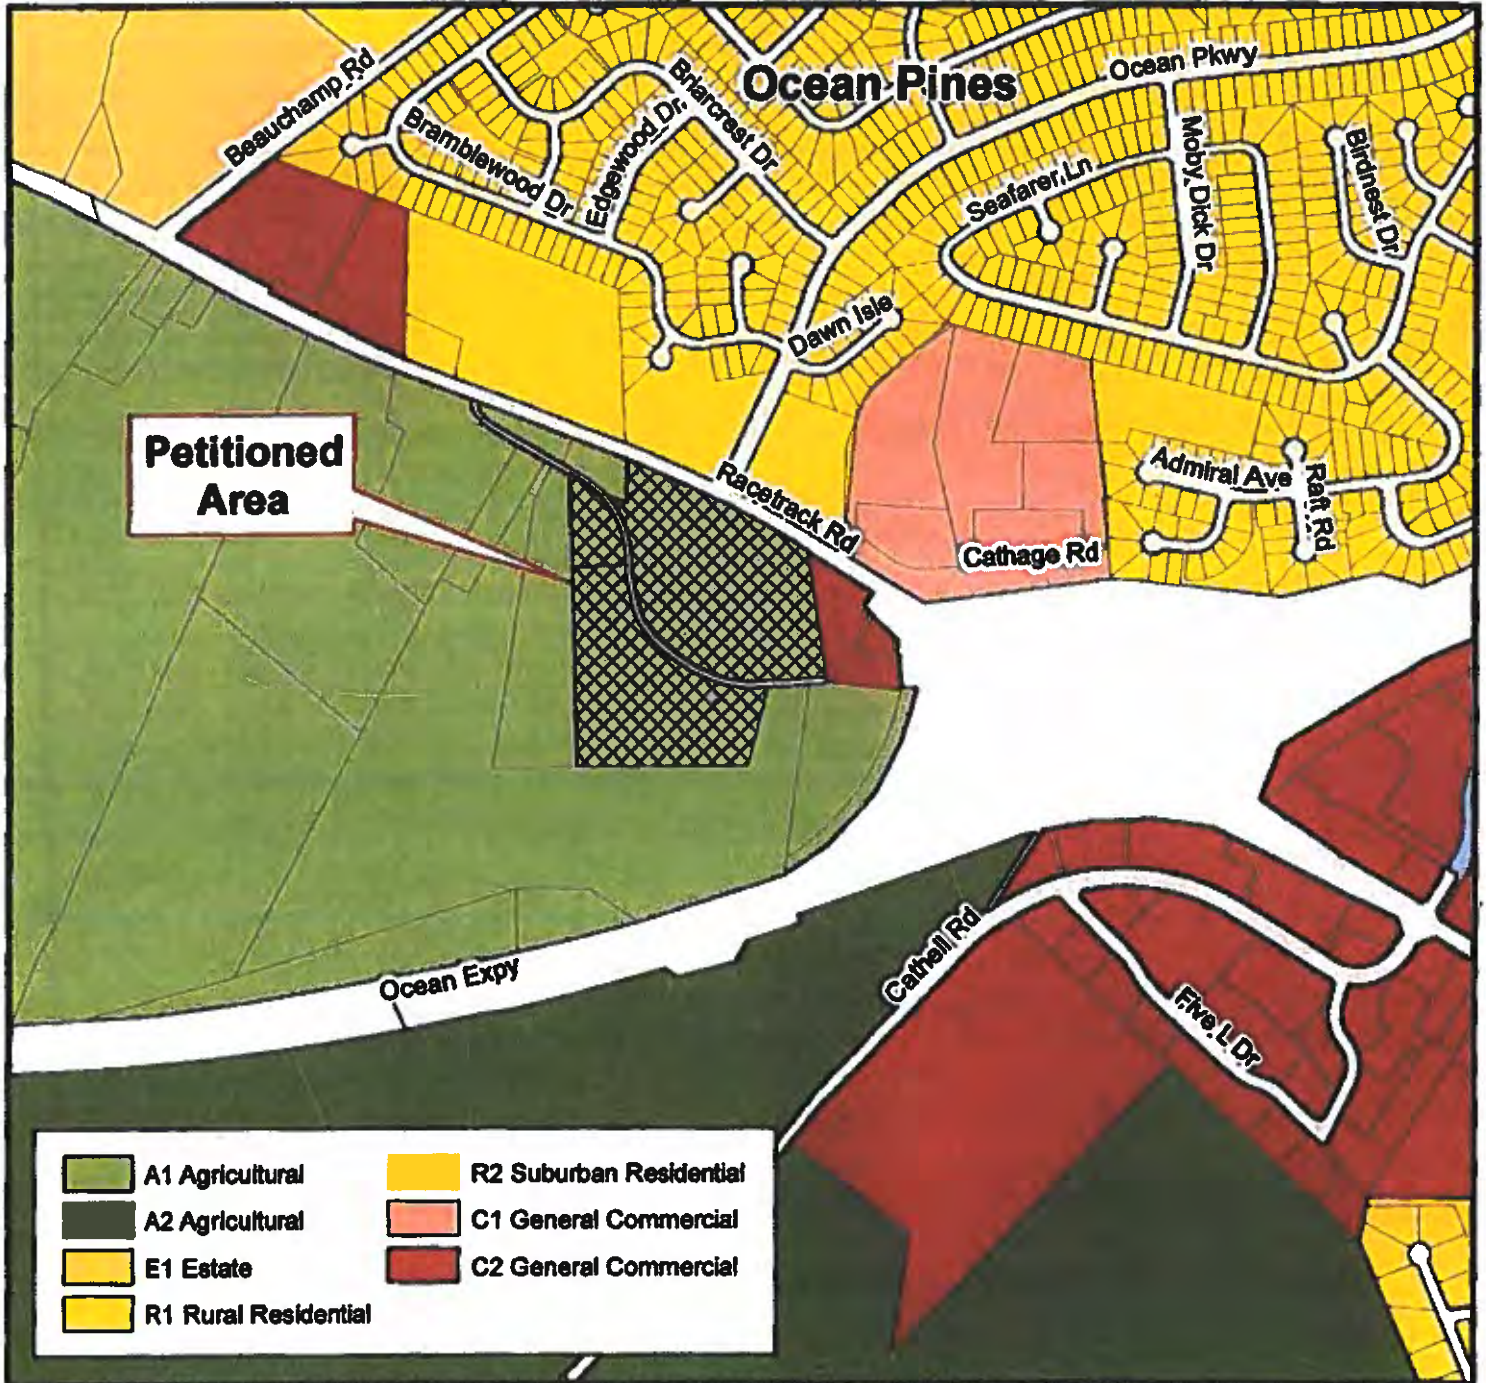 Ocean Pines
Ocean Pkwy
Beauchamp Rd
Briarcrest Dr
Bramblewood Dr
Edgewood Dr
Seafarer Ln
Moby Dick Dr
Birdnest Dr
Dawn Isle
Petitioned
Area
Racetrack Rd
Admiral Ave
Raft Rd
Cathage Rd
Cathell Rd
Ocean Expy
Five L Dr
A1 Agricultural
A2 Agricultural
E1 Estate
R1 Rural Residential
R2 Suburban Residential
C1 General Commercial
C2 General Commercial